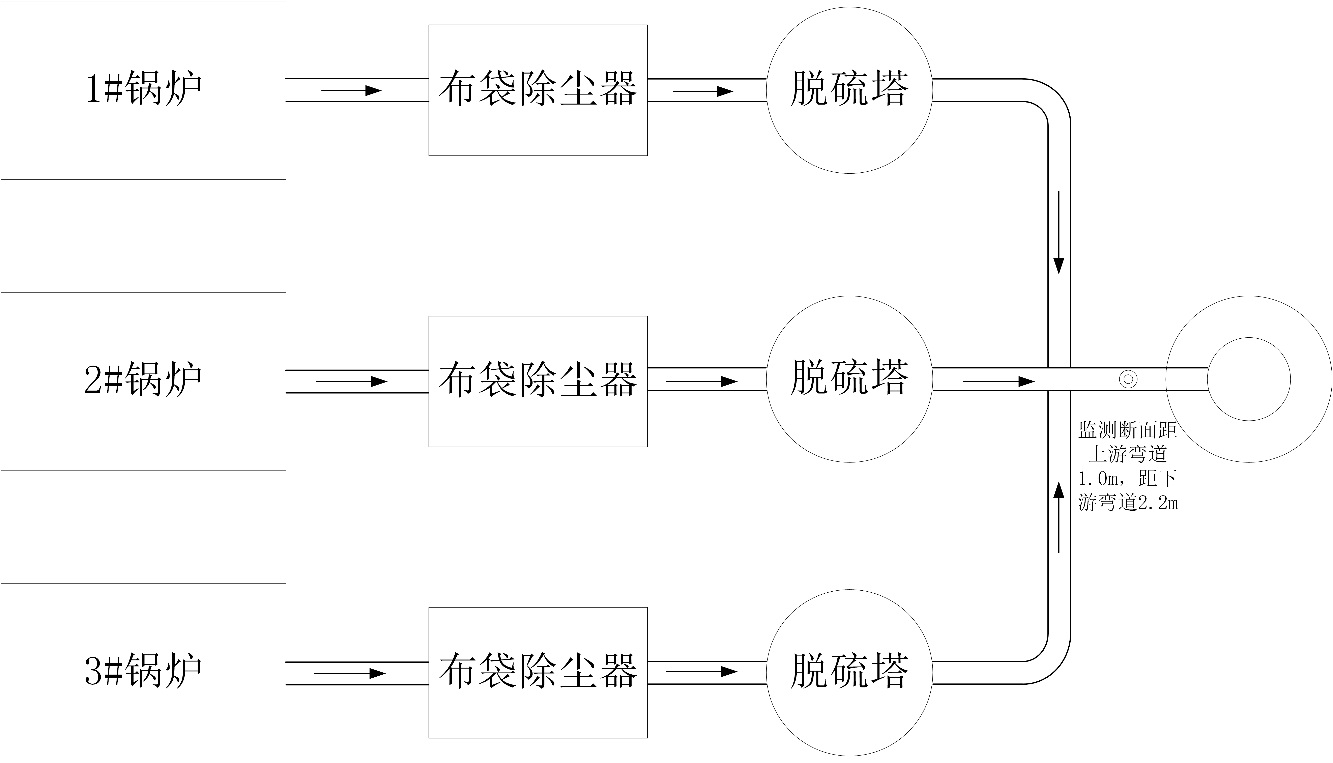 1#锅炉
布袋除尘器
脱硫塔
2#锅炉
布袋除尘器
脱硫塔
监测断面距
上游弯道
1.0m，距下
游弯道2.2m
3#锅炉
布袋除尘器
脱硫塔